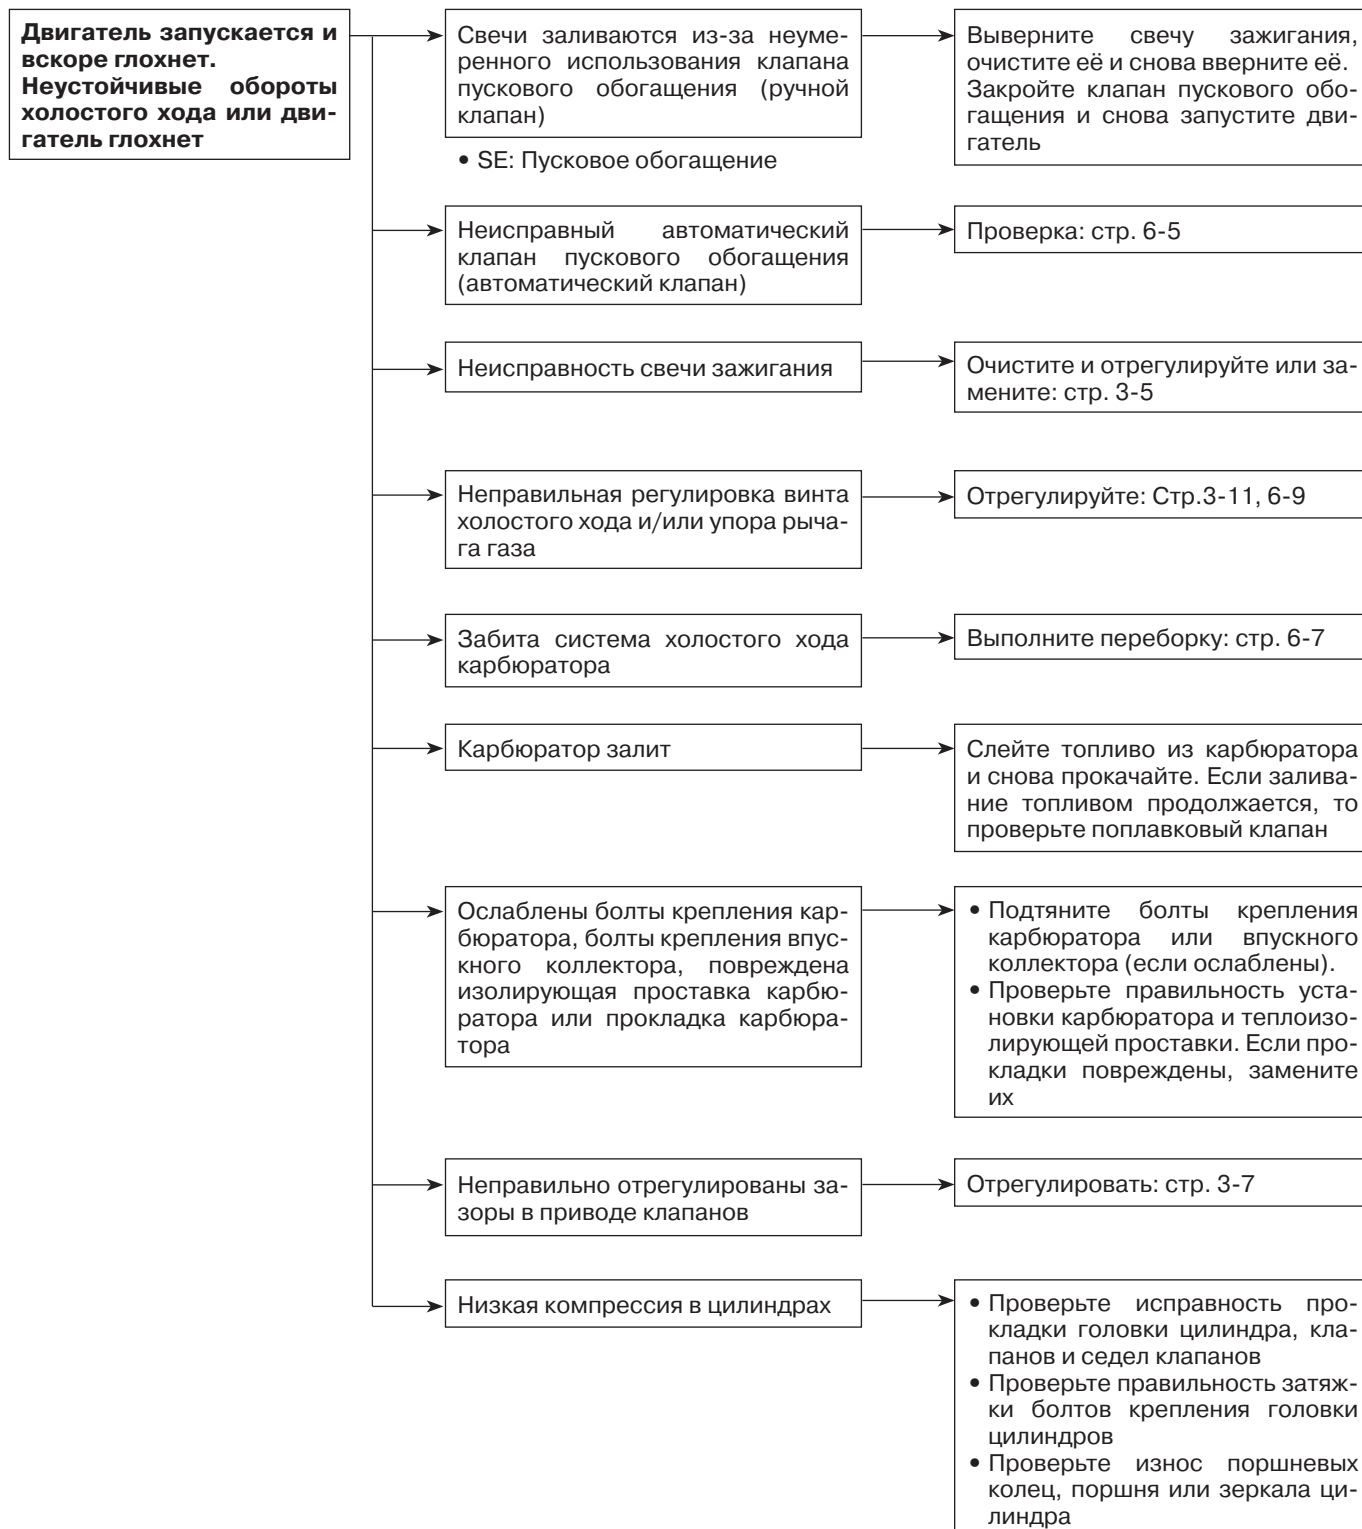 Двигатель запускается и
вскоре глохнет.
Неустойчивые обороты
холостого хода или дви-
гатель глохнет
Свечи заливаются из-за неуме-
ренного использования клапана
пускового обогащения (ручной
клапан)
• SE: Пусковое обогащение
Выверните свечу зажигания,
очистите её и снова вверните её.
Закройте клапан пускового обо-
гащения и снова запустите дви-
гатель
Неисправный автоматический
клапан пускового обогащения
(автоматический клапан)
Проверка: стр. 6-5
Неисправность свечи зажигания
Очистите и отрегулируйте или за-
мените: стр. 3-5
Неправильная регулировка винта
холостого хода и/или упора рыча-
га газа
Отрегулируйте: Стр.3-11, 6-9
Забита система холостого хода
карбюратора
Выполните переборку: стр. 6-7
Карбюратор залит
Слейте топливо из карбюратора
и снова прокачайте. Если залива-
ние топливом продолжается, то
проверьте поплавковый клапан
Ослаблены болты крепления кар-
бюратора, болты крепления впус-
кного коллектора, повреждена
изолирующая проставка карбю-
ратора или прокладка карбюра-
тора
• Подтяните болты крепления
карбюратора или впускного
коллектора (если ослаблены).
• Проверьте правильность уста-
новки карбюратора и теплоизо-
лирующей проставки. Если про-
кладки повреждены, замените
их
Неправильно отрегулированы за-
зоры в приводе клапанов
Отрегулировать: стр. 3-7
Низкая компрессия в цилиндрах
• Проверьте исправность про-
кладки головки цилиндра, кла-
панов и седел клапанов
• Проверьте правильность затяж-
ки болтов крепления головки
цилиндров
• Проверьте износ поршневых
колец, поршня или зеркала ци-
линдра